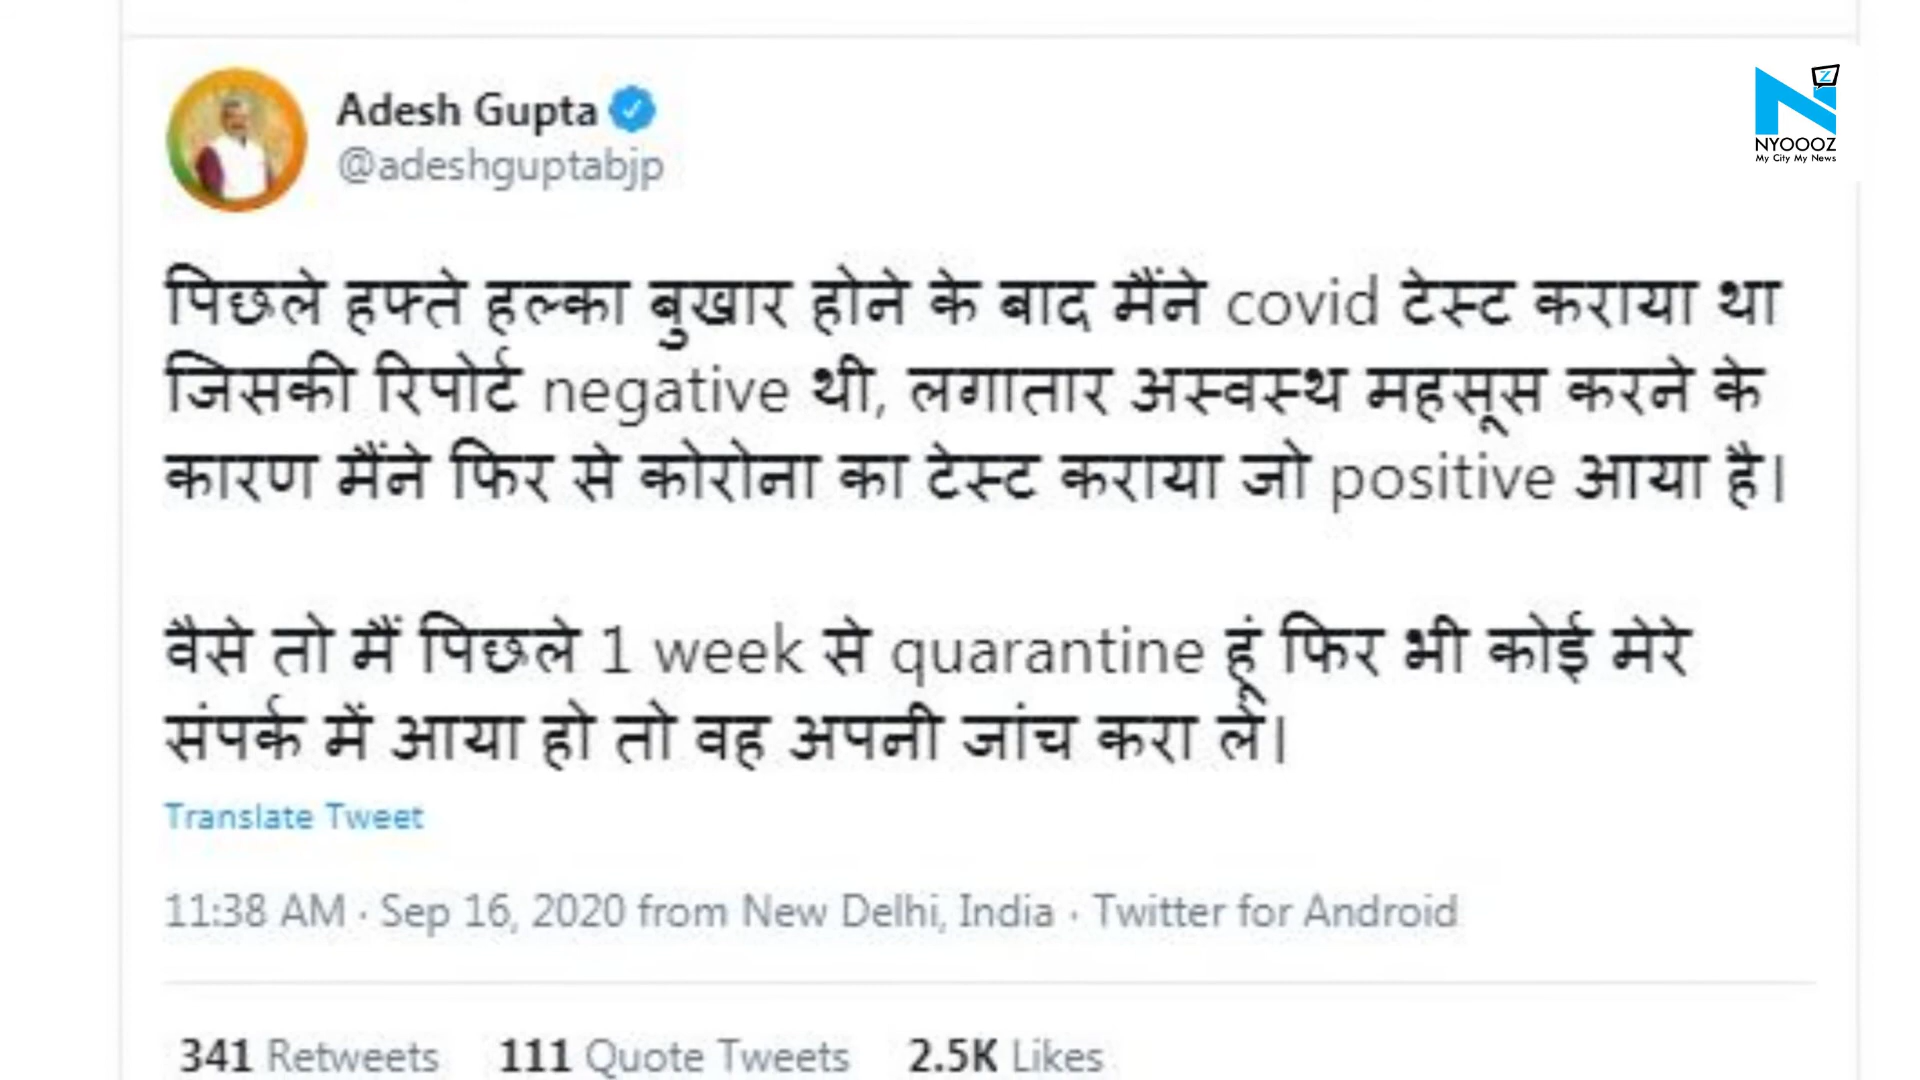 Adesh Gupta
@adeshguptabjp
NYOOOZ
My City My News
पिछले हफ्ते हल्का बुखार होने के बाद मैंने covid टेस्ट कराया था
जिसकी रिपोर्ट negative थी, लगातार अस्वस्थ महसूस करने के
कारण मैंने फिर से कोरोना का टेस्ट कराया जो positive आया है।
वैसे तो मैं पिछले 1 week से quarantine हूं फिर भी कोई मेरे
संपर्क में आया हो तो वह अपनी जांच करा ले।
Translate Tweet
11:38 AM · Sep 16, 2020 from New Delhi, India · Twitter for Android
341 Retweets 111 Quote Tweets 2.5K Likes